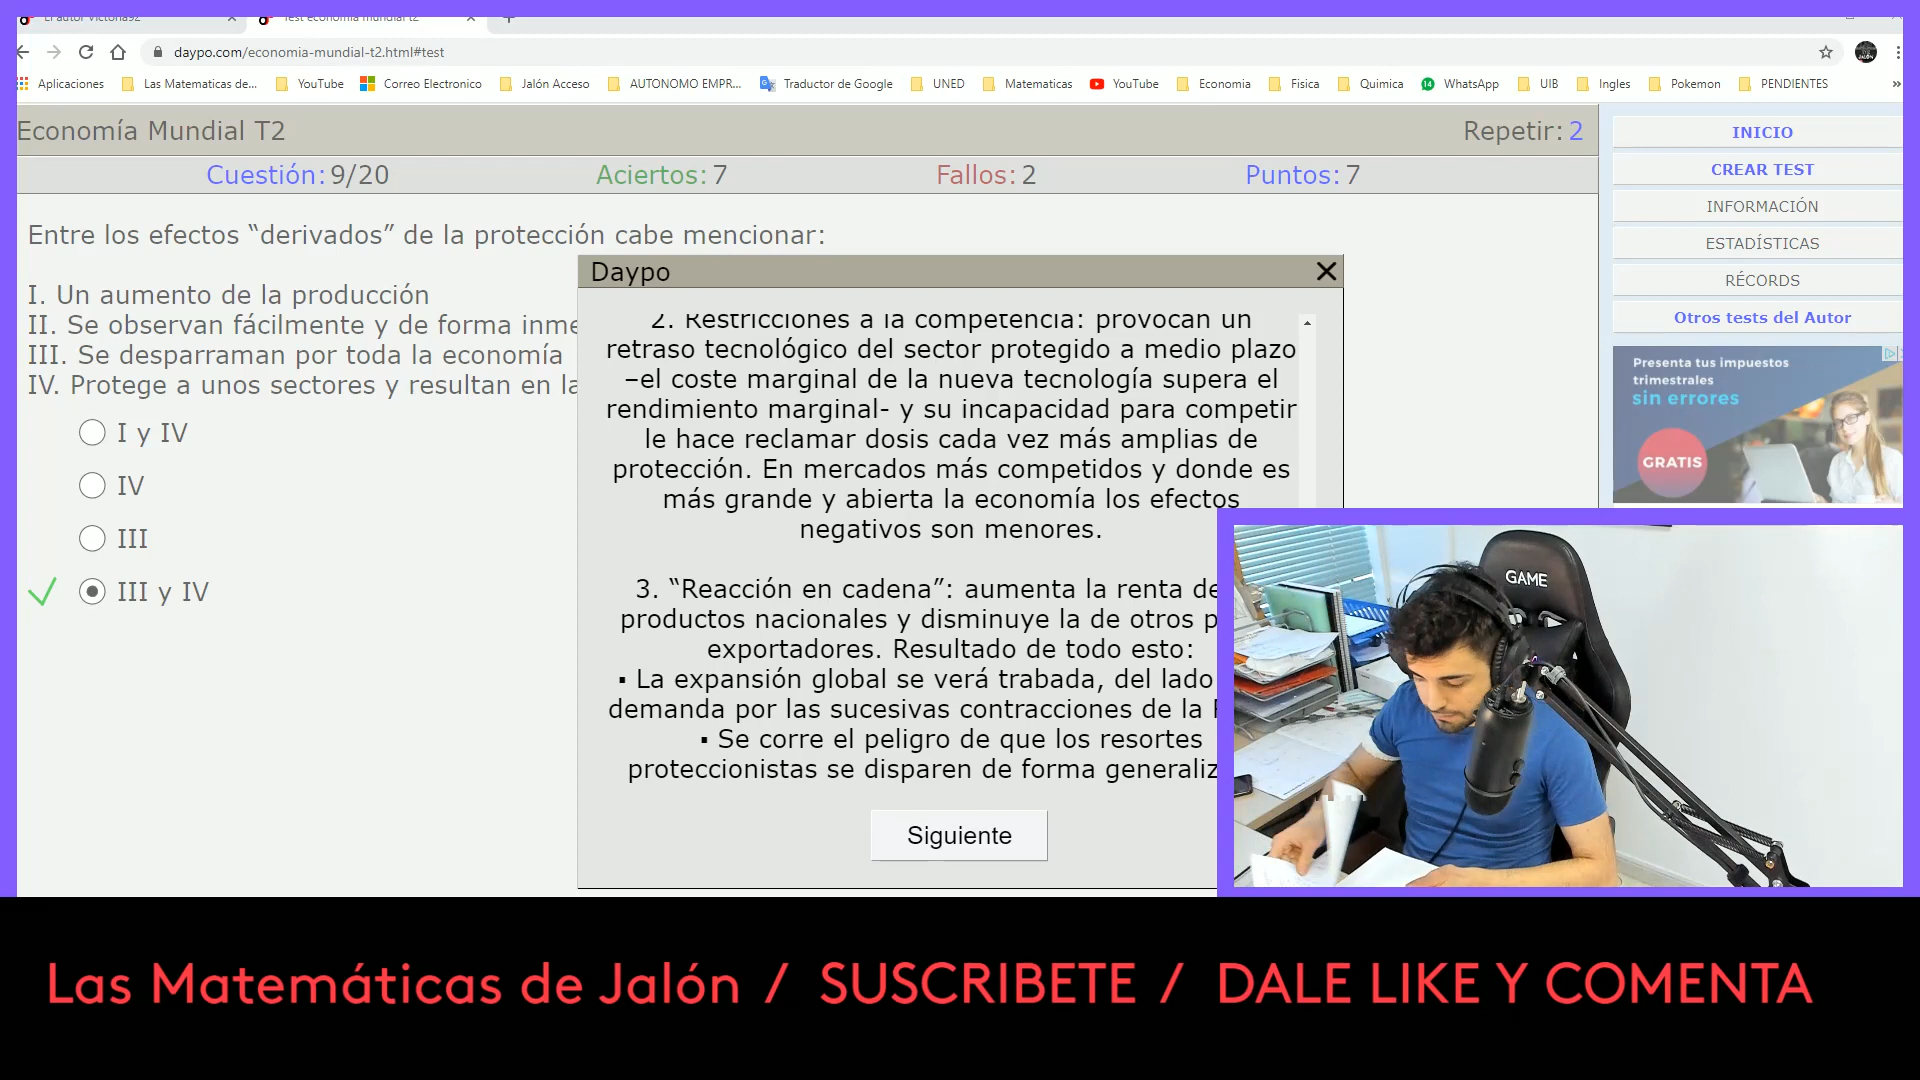 El autor Victoria92
Test economía mundial t2
daypo.com/economia-mundial-t2.html#test
Aplicaciones
Las Matematicas de...
YouTube
Correo Electronico
Jalón Acceso
AUTONOMO EMPR...
Traductor de Google
UNED
Matematicas
YouTube
Economia
Fisica
Quimica
14
WhatsApp
UIB
Ingles
Pokemon
PENDIENTES
»
Economía Mundial T2
Repetir: 2
Cuestión: 9/20
Aciertos: 7
Fallos: 2
Puntos: 7
Entre los efectos “derivados” de la protección cabe mencionar:
I. Un aumento de la producción
II. Se observan fácilmente y de forma inme
III. Se desparraman por toda la economía
IV. Protege a unos sectores y resultan en la
I y IV
IV
III
III y IV
Daypo
2. Restricciones a la competencia: provocan un
retraso tecnológico del sector protegido a medio plazo
–el coste marginal de la nueva tecnología supera el
rendimiento marginal- y su incapacidad para competir
le hace reclamar dosis cada vez más amplias de
protección. En mercados más competidos y donde es
más grande y abierta la economía los efectos
negativos son menores.
3. “Reacción en cadena”: aumenta la renta de
productos nacionales y disminuye la de otros p
exportadores. Resultado de todo esto:
▪ La expansión global se verá trabada, del lado
demanda por las sucesivas contracciones de la
▪ Se corre el peligro de que los resortes
proteccionistas se disparen de forma generaliz
Siguiente
INICIO
CREAR TEST
INFORMACIÓN
ESTADÍSTICAS
RÉCORDS
Otros tests del Autor
Presenta tus impuestos
trimestrales
sin errores
GRATIS
GAME
JALÓN
Las Matemáticas de Jalón / SUSCRIBETE / DALE LIKE Y COMENTA